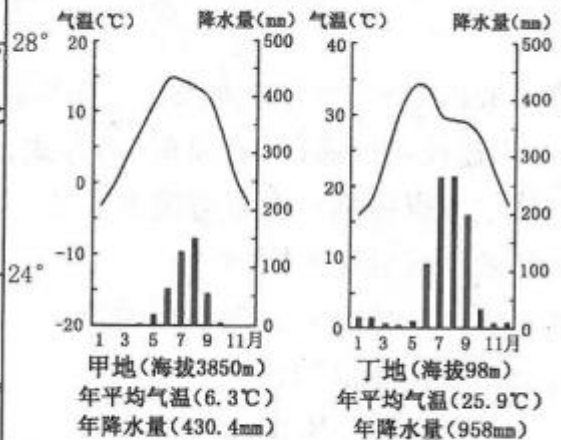 28°
24°
气温(℃) 降水量(mm)
20 500
400
10
300
0
200
-10
100
-20 0
1 3 5 7 9 11月
甲地(海拔3850m)
年平均气温(6.3℃)
年降水量(430.4mm)
气温(℃) 降水量(mm)
40 500
400
30
300
20
200
10
100
0 0
1 3 5 7 9 11月
丁地(海拔98m)
年平均气温(25.9℃)
年降水量(958mm)